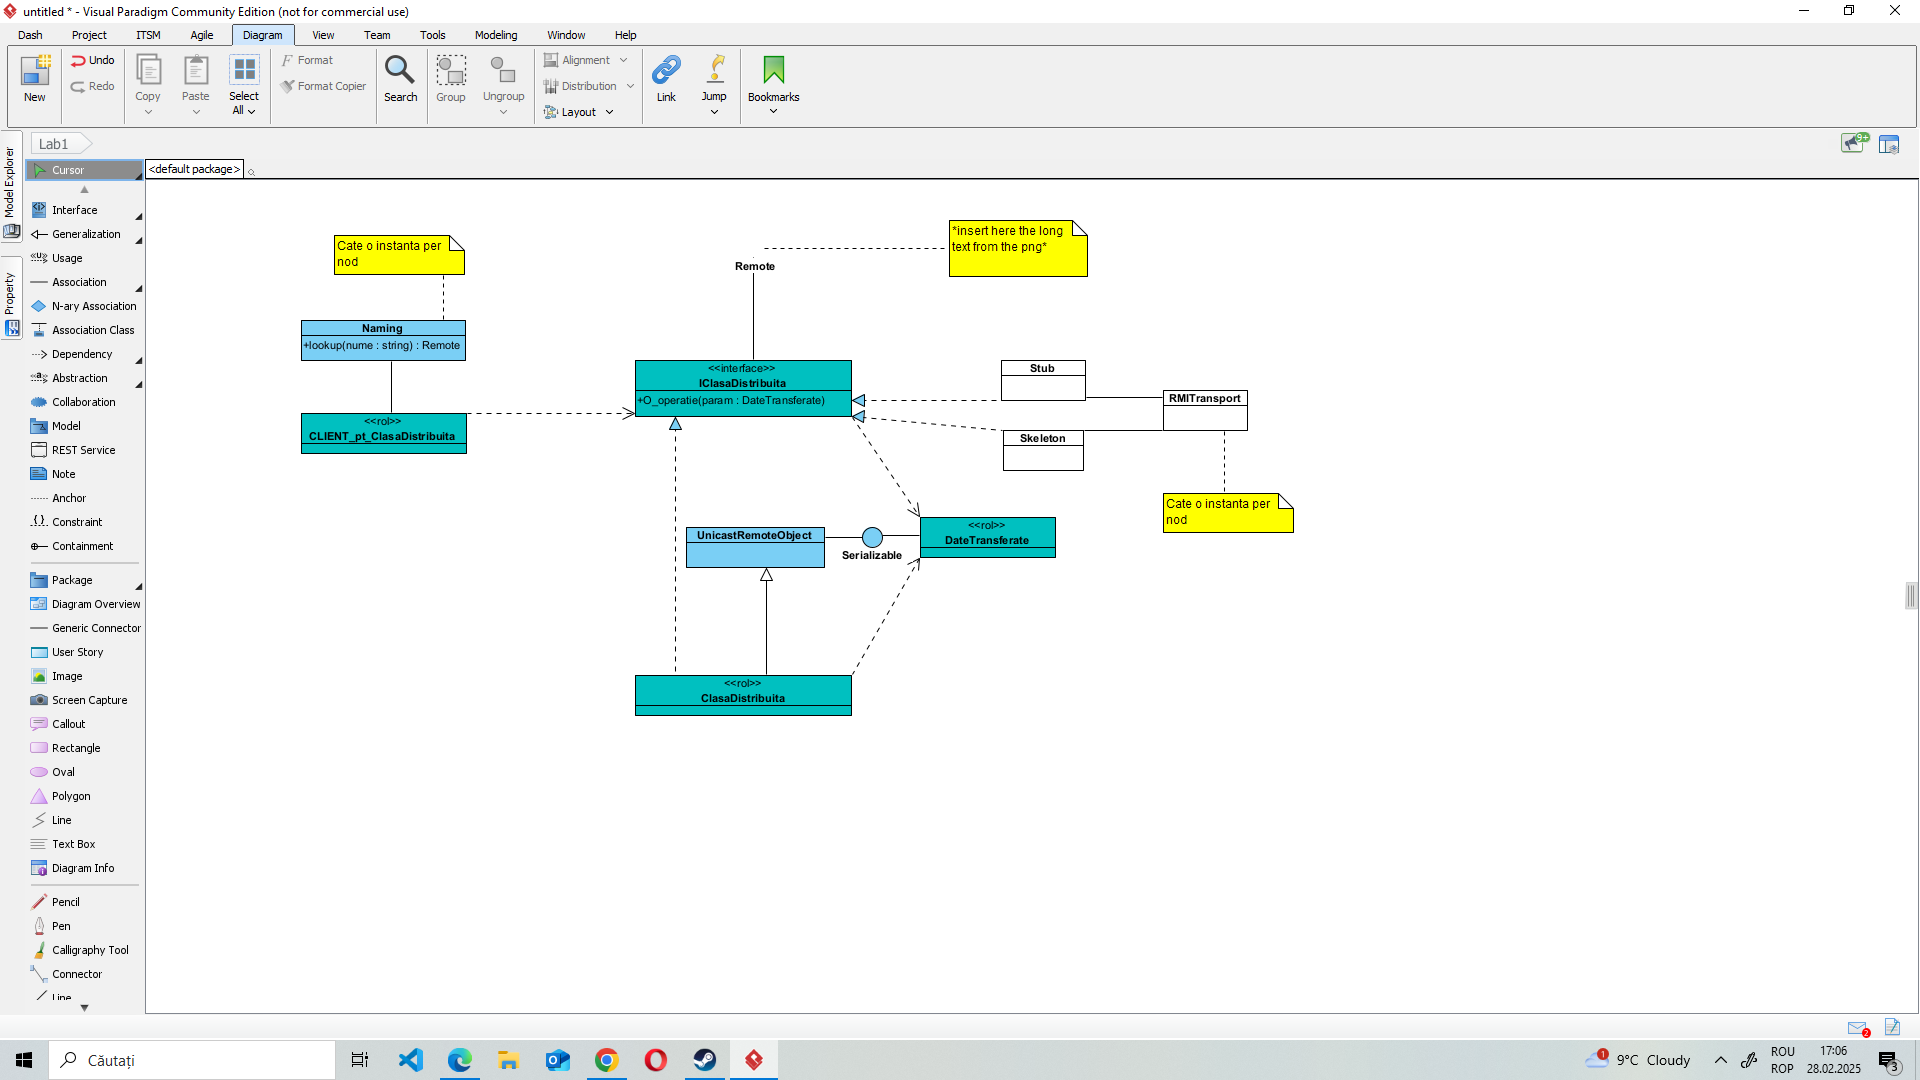 untitled * - Visual Paradigm Community Edition (not for commercial use)
Dash Project ITSM Agile Diagram View Team Tools Modeling Window Help
New
Undo
Redo
Copy
Paste
Select
All
Format
Format Copier
Search
Group
Ungroup
Alignment
Distribution
Layout
Link
Jump
Bookmarks
Lab1
9+
Model Explorer
Property
Cursor
Interface
Generalization
Usage
Association
N-ary Association
Association Class
Dependency
Abstraction
Collaboration
Model
REST Service
Note
Anchor
Constraint
Containment
Package
Diagram Overview
Generic Connector
User Story
Image
Screen Capture
Callout
Rectangle
Oval
Polygon
Line
Text Box
Diagram Info
Pencil
Pen
Calligraphy Tool
Connector
Line
<default package>
Cate o instanta per
nod
*insert here the long
text from the png*
Remote
Naming
+lookup(nume : string) : Remote
<<rol>>
CLIENT_pt_ClasaDistribuita
<<interface>>
IClasaDistribuita
+O_operatie(param : DateTransferate)
Stub
RMITransport
Skeleton
Cate o instanta per
nod
UnicastRemoteObject
Serializable
<<rol>>
DateTransferate
<<rol>>
ClasaDistribuita
2
Căutați
1
9°C Cloudy
ROU
ROP
17:06
28.02.2025
3